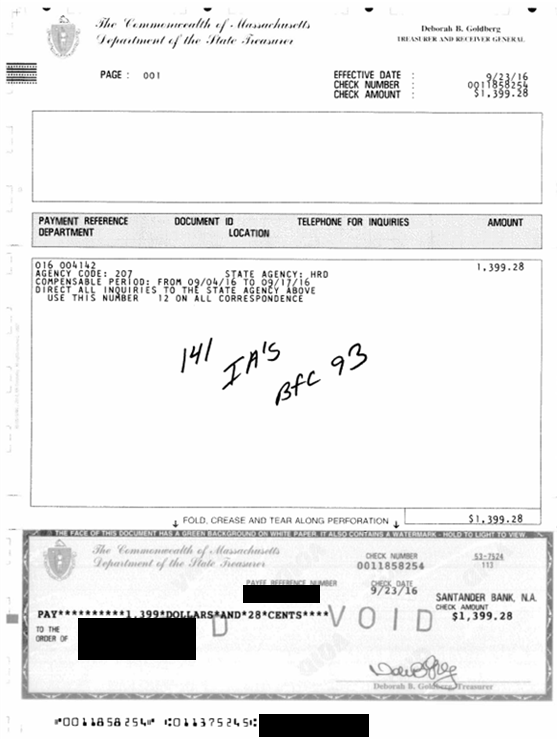 The Commonwealth of Massachusetts
Department of the State Treasurer
Deborah B. Goldberg
TREASURER AND RECEIVER GENERAL
PAGE : 001
EFFECTIVE DATE : 9/23/16
CHECK NUMBER : 0011858254
CHECK AMOUNT : $1,399.28
PAYMENT REFERENCE DOCUMENT ID TELEPHONE FOR INQUIRIES AMOUNT
DEPARTMENT LOCATION
016 004142 1,399.28
AGENCY CODE: 207 STATE AGENCY: HRD
COMPENSABLE PERIOD: FROM 09/04/16 TO 09/17/16
DIRECT ALL INQUIRIES TO THE STATE AGENCY ABOVE
USE THIS NUMBER 12 ON ALL CORRESPONDENCE
141 IA'S BfC 93
FOLD, CREASE AND TEAR ALONG PERFORATION $1,399.28
THE FACE OF THIS DOCUMENT HAS A GREEN BACKGROUND ON WHITE PAPER. IT ALSO CONTAINS A WATERMARK - HOLD TO LIGHT TO VIEW.
The Commonwealth of Massachusetts
Department of the State Treasurer
CHECK NUMBER 53-7524
0011858254 113
PAYEE REFERENCE NUMBER CHECK DATE
9/23/16
SANTANDER BANK, N.A.
CHECK AMOUNT
PAY**********1,399*DOLLARS*AND*28*CENTS**** $1,399.28
VOID
TO THE
ORDER OF
Deborah B. Goldberg Treasurer
⑈0011858254⑈ ⑆011375245⑆